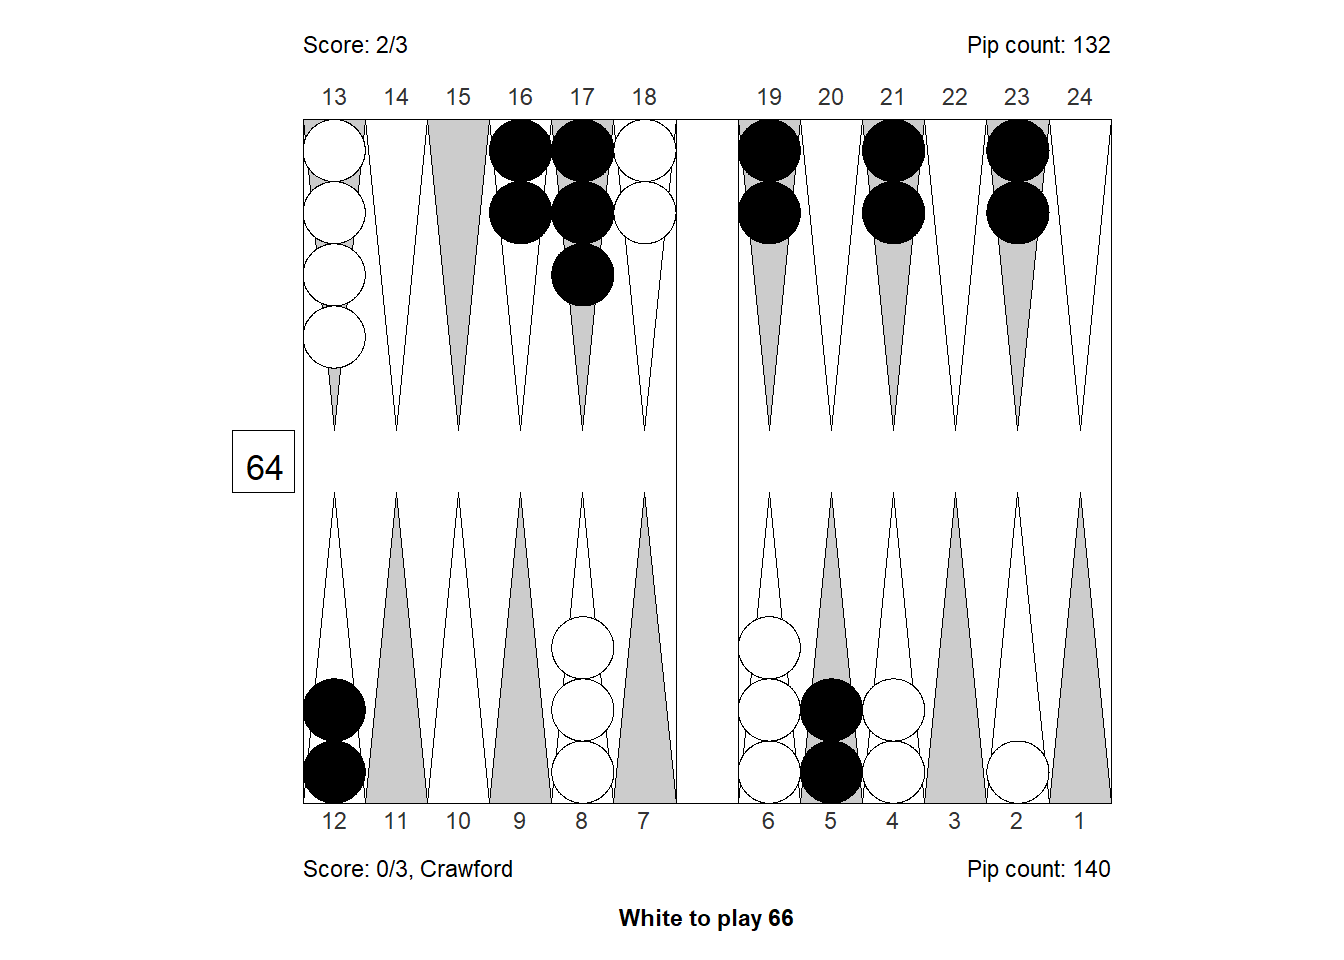 Score: 2/3 Pip count: 132
13 14 15 16 17 18 19 20 21 22 23 24
64
12 11 10 9 8 7 6 5 4 3 2 1
Score: 0/3, Crawford Pip count: 140
White to play 66